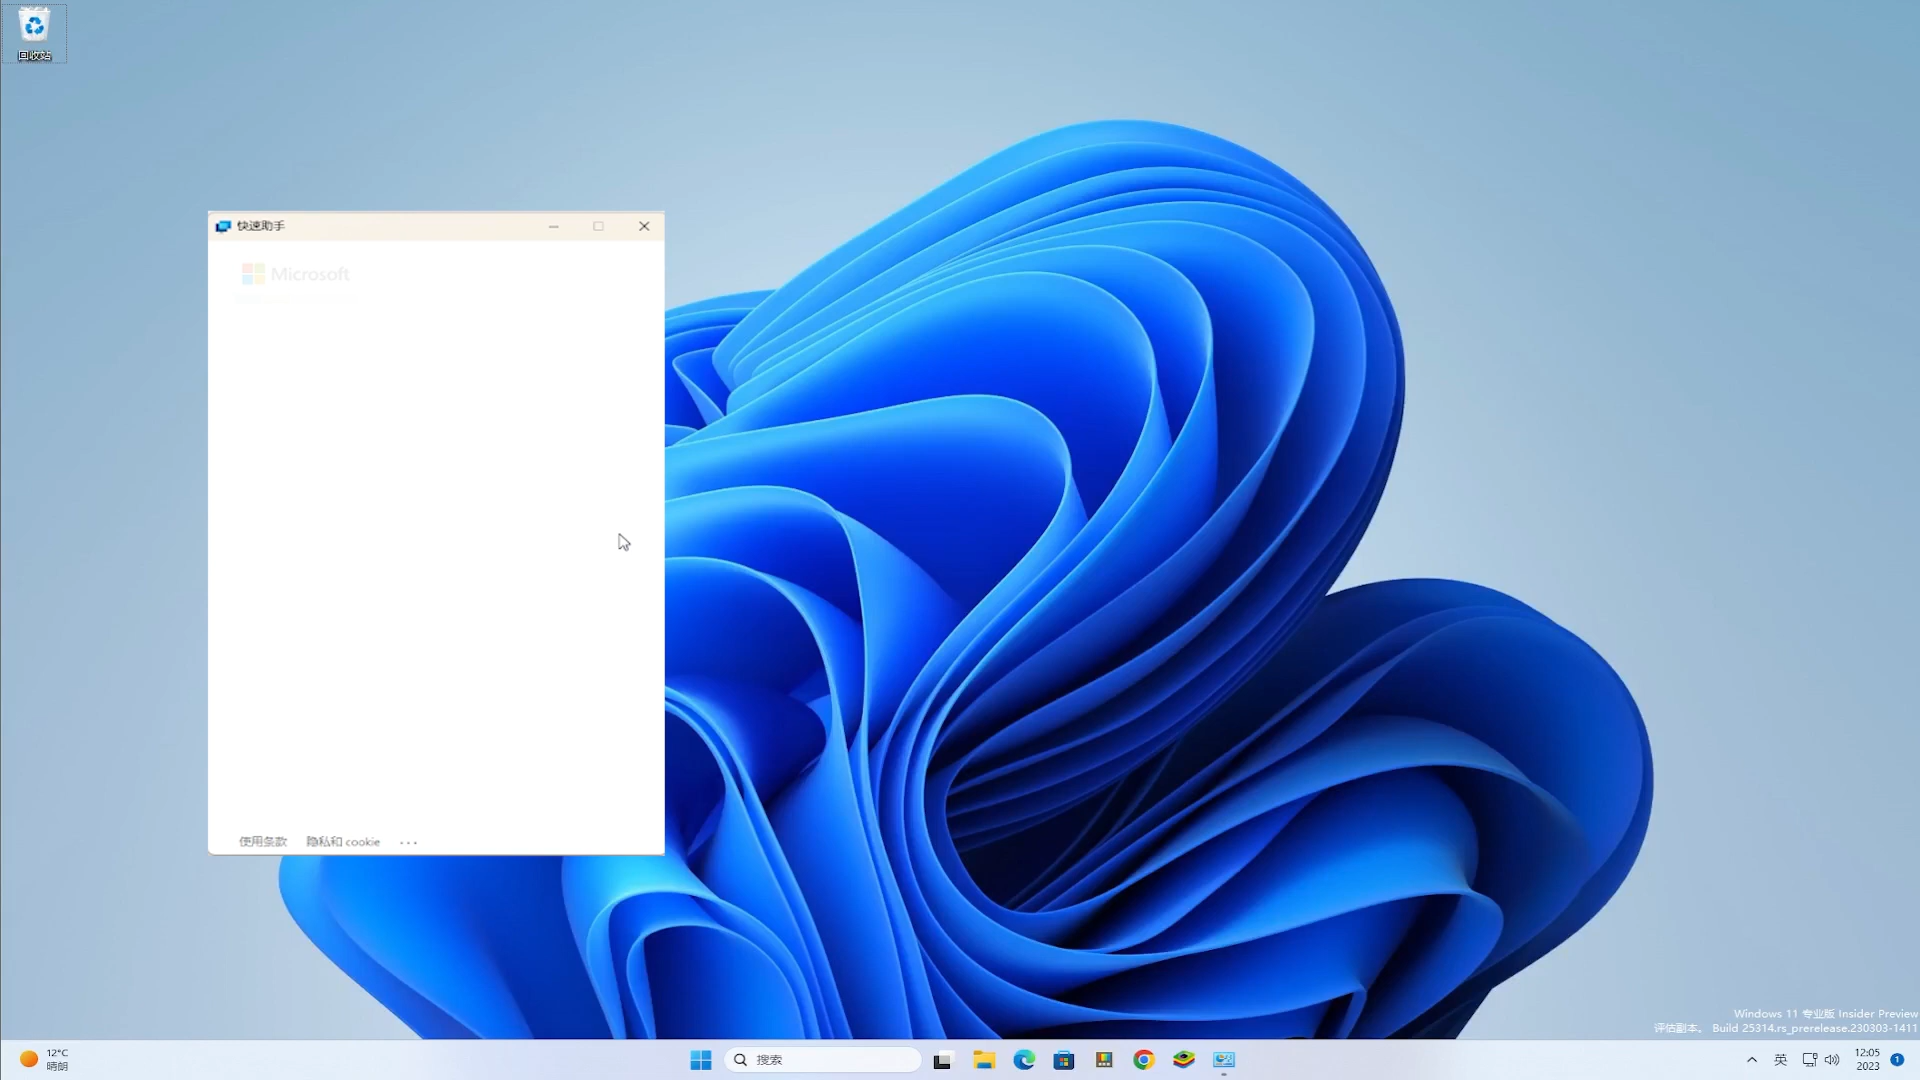 回收站
快速助手
Microsoft
使用条款 隐私和 cookie ···
Windows 11 专业版 Insider Preview
评估副本。 Build 25314.rs_prerelease.230303-1411
12°C
晴朗
搜索
英
12:05
2023
1